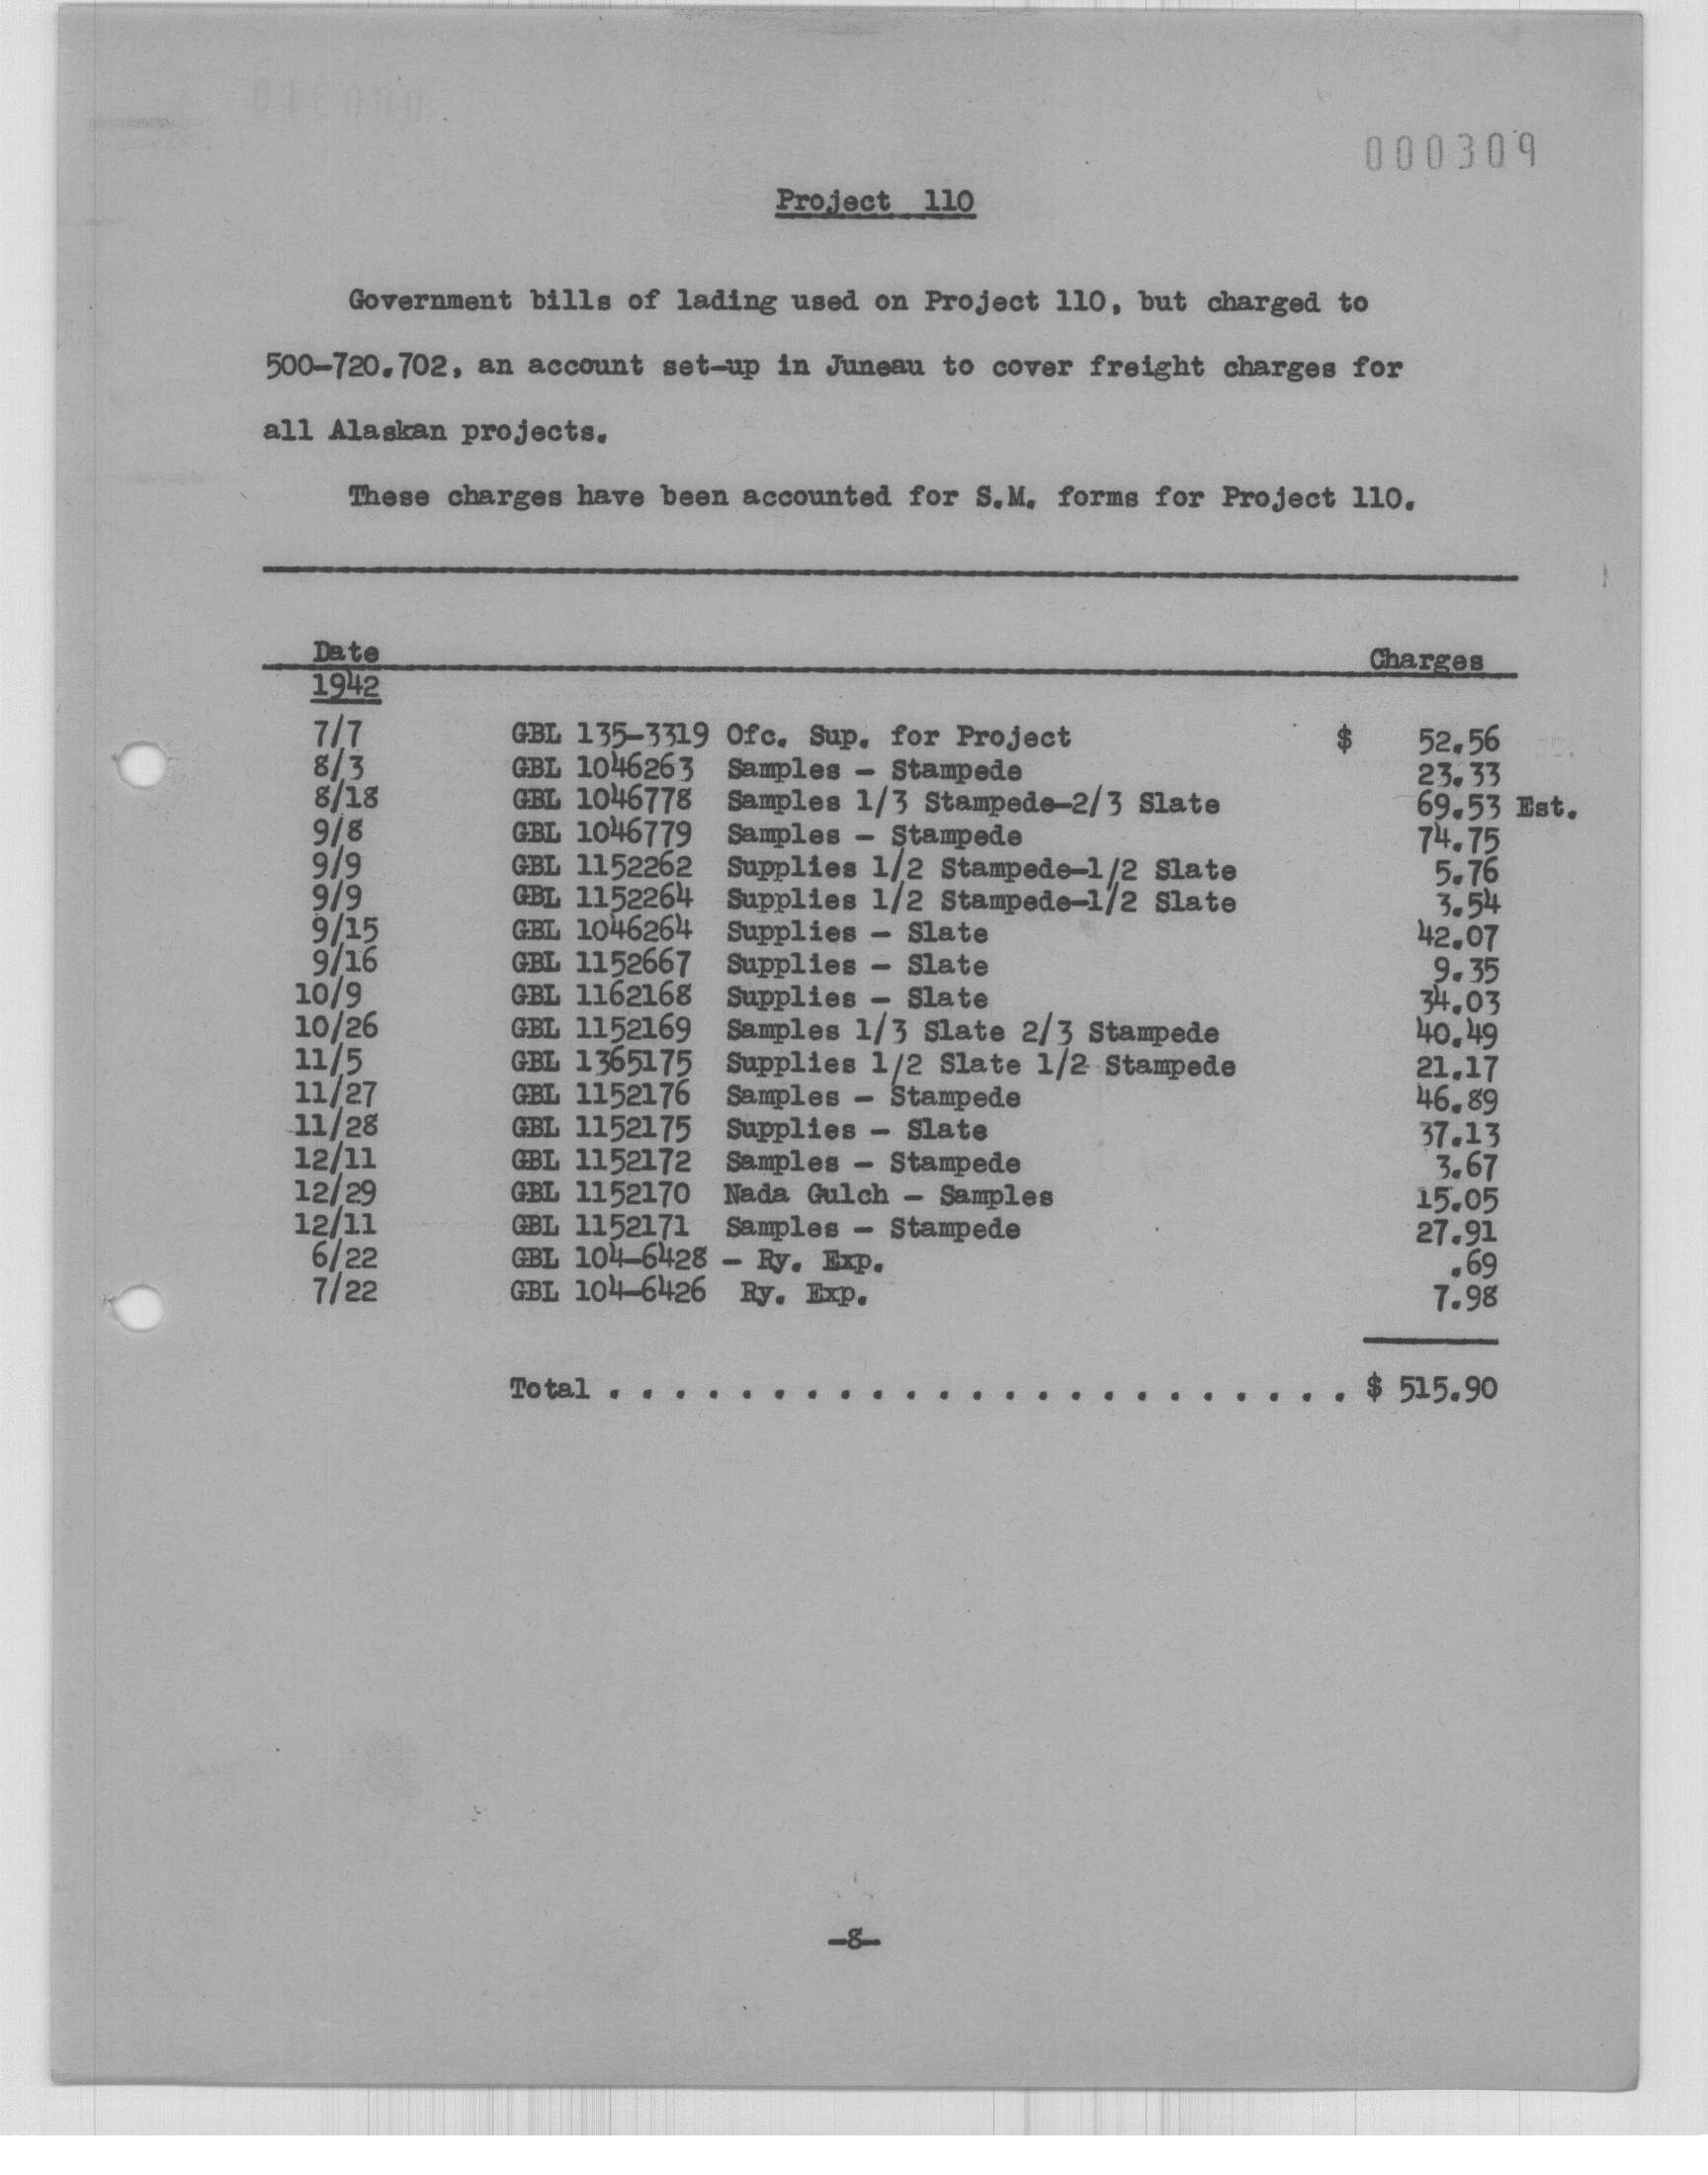 000309
Project 110
Government bills of lading used on Project 110, but charged to
500-720.702, an account set-up in Juneau to cover freight charges for
all Alaskan projects.
These charges have been accounted for S.M. forms for Project 110.
Date Charges
1942
7/7 GBL 135-3319 Ofc. Sup. for Project $ 52.56
8/3 GBL 1046263 Samples - Stampede 23.33
8/18 GBL 1046778 Samples 1/3 Stampede-2/3 Slate 69.53 Est.
9/8 GBL 1046779 Samples - Stampede 74.75
9/9 GBL 1152262 Supplies 1/2 Stampede-1/2 Slate 5.76
9/9 GBL 1152264 Supplies 1/2 Stampede-1/2 Slate 3.54
9/15 GBL 1046264 Supplies - Slate 42.07
9/16 GBL 1152667 Supplies - Slate 9.35
10/9 GBL 1162168 Supplies - Slate 34.03
10/26 GBL 1152169 Samples 1/3 Slate 2/3 Stampede 40.49
11/5 GBL 1365175 Supplies 1/2 Slate 1/2 Stampede 21.17
11/27 GBL 1152176 Samples - Stampede 46.89
11/28 GBL 1152175 Supplies - Slate 37.13
12/11 GBL 1152172 Samples - Stampede 3.67
12/29 GBL 1152170 Nada Gulch - Samples 15.05
12/11 GBL 1152171 Samples - Stampede 27.91
6/22 GBL 104-6428 - Ry. Exp. .69
7/22 GBL 104-6426 Ry. Exp. 7.98
Total . . . . . . . . . . . . . . . . . . . . . . . $ 515.90
-8-